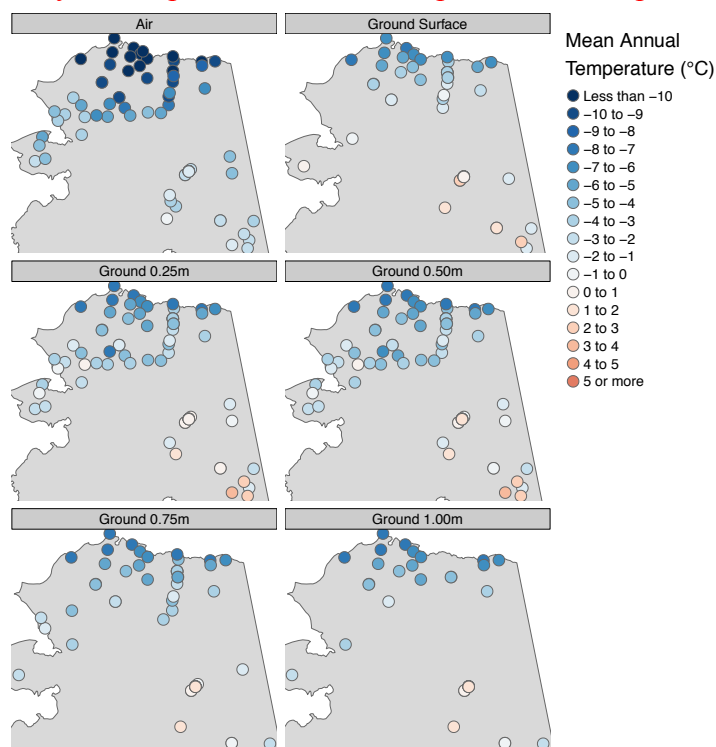 Air
Ground Surface
Ground 0.25m
Ground 0.50m
Ground 0.75m
Ground 1.00m
Mean Annual
Temperature (°C)
Less than −10
−10 to −9
−9 to −8
−8 to −7
−7 to −6
−6 to −5
−5 to −4
−4 to −3
−3 to −2
−2 to −1
−1 to 0
0 to 1
1 to 2
2 to 3
3 to 4
4 to 5
5 or more